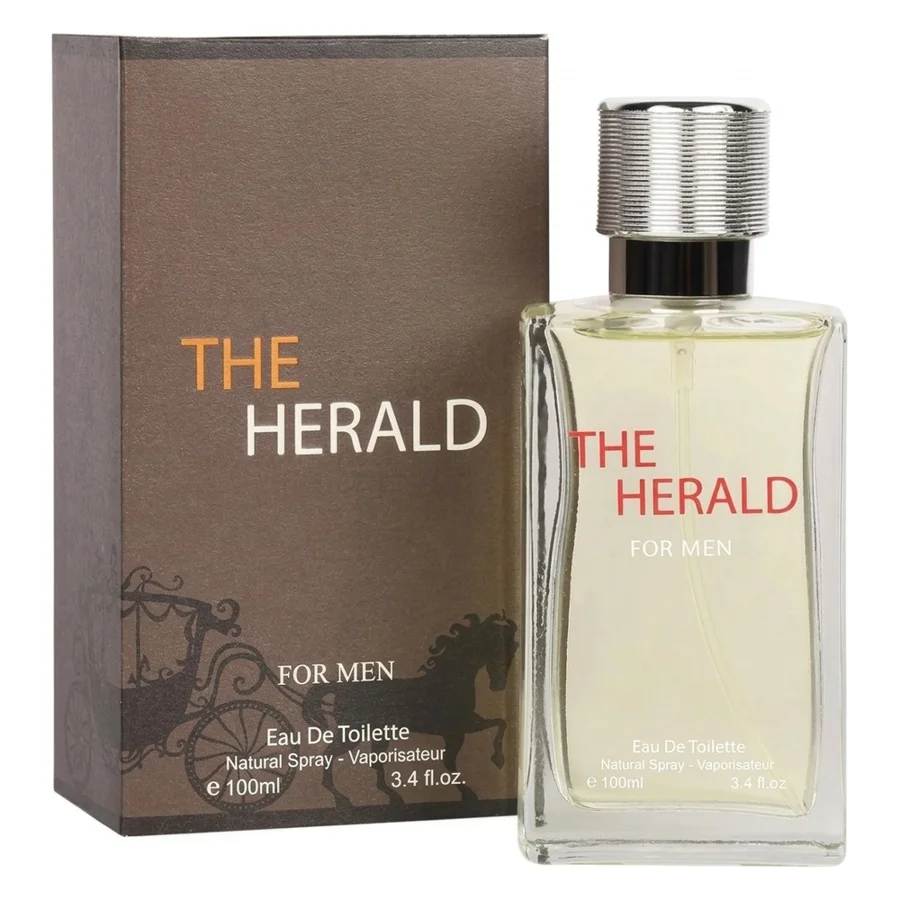 THE
HERALD
FOR MEN
Eau De Toilette
Natural Spray - Vaporisateur
℮ 100ml 3.4 fl.oz.
THE
HERALD
FOR MEN
Eau De Toilette
Natural Spray - Vaporisateur
℮ 100ml 3.4 fl.oz